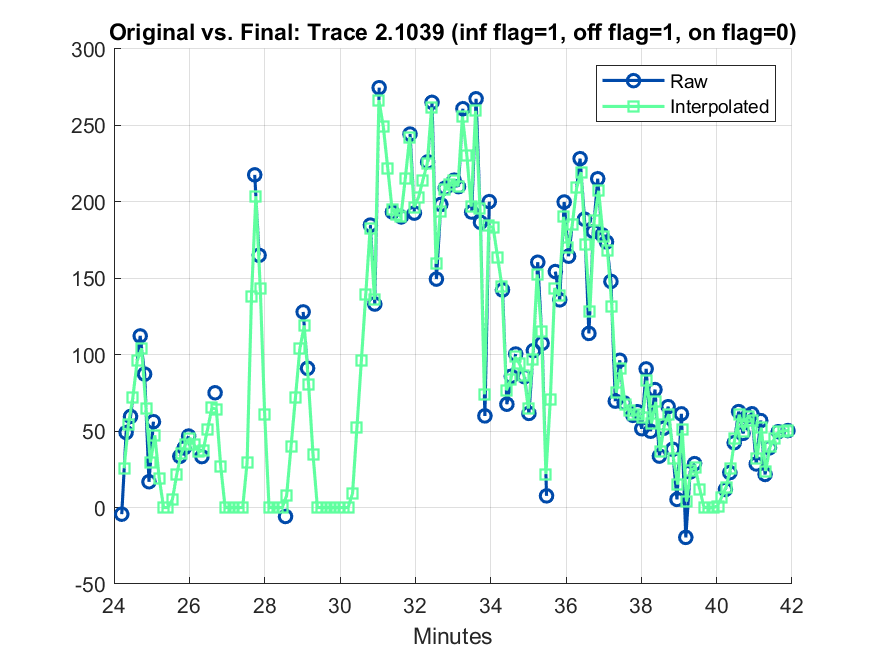 Original vs. Final: Trace 2.1039 (inf flag=1, off flag=1, on flag=0)
300
250
200
150
100
50
0
-50
Raw
Interpolated
24 26 28 30 32 34 36 38 40 42
Minutes